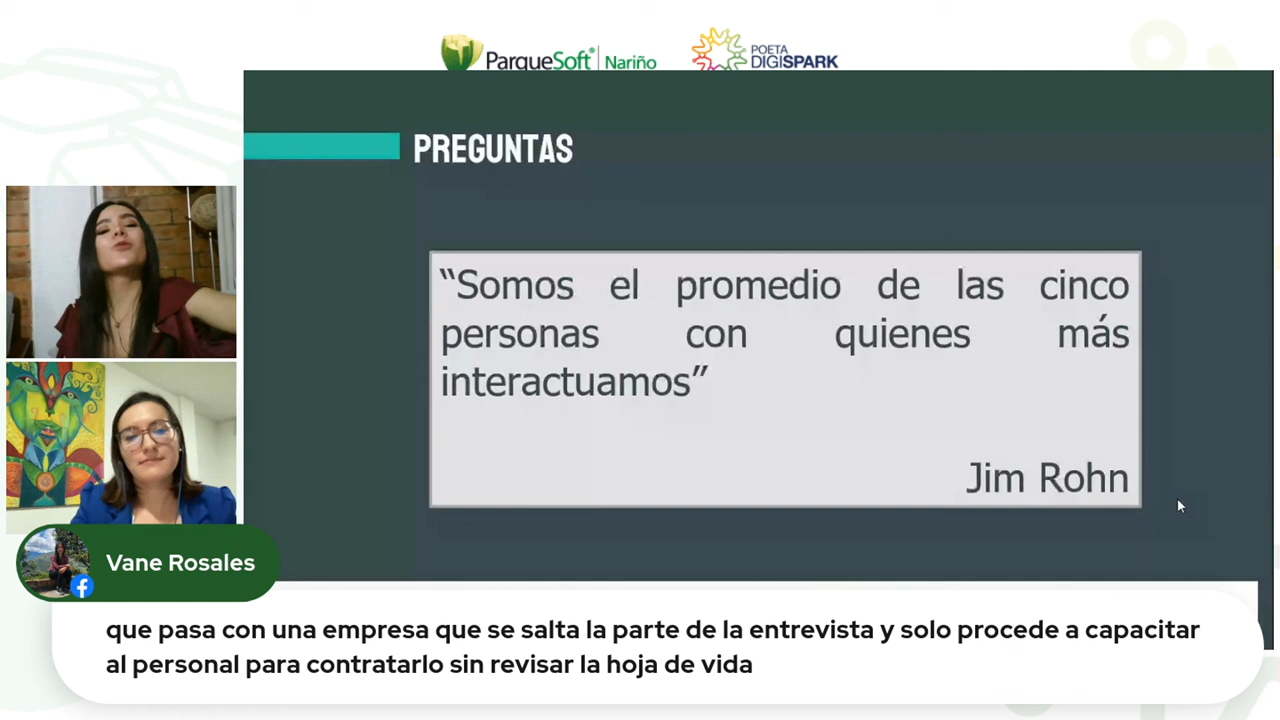 ParqueSoft Nariño
POETA
DIGISPARK
PREGUNTAS
“Somos el promedio de las cinco
personas con quienes más
interactuamos”
Jim Rohn
Vane Rosales
que pasa con una empresa que se salta la parte de la entrevista y solo procede a capacitar
al personal para contratarlo sin revisar la hoja de vida